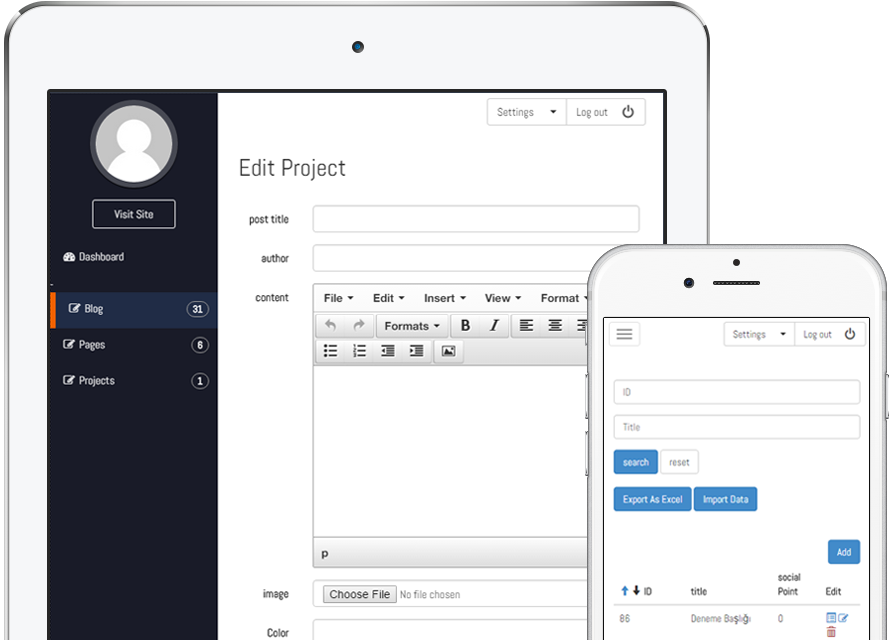 Settings Log out
Edit Project
Visit Site
post title
Dashboard
author
Blog 31
content
File Edit Insert View Format
Pages 6
Formats B I
Projects 1
p
image Choose File No file chosen
Color
Settings Log out
ID
Title
search reset
Export As Excel Import Data
Add
ID title social Point Edit
86 Deneme Başlığı 0